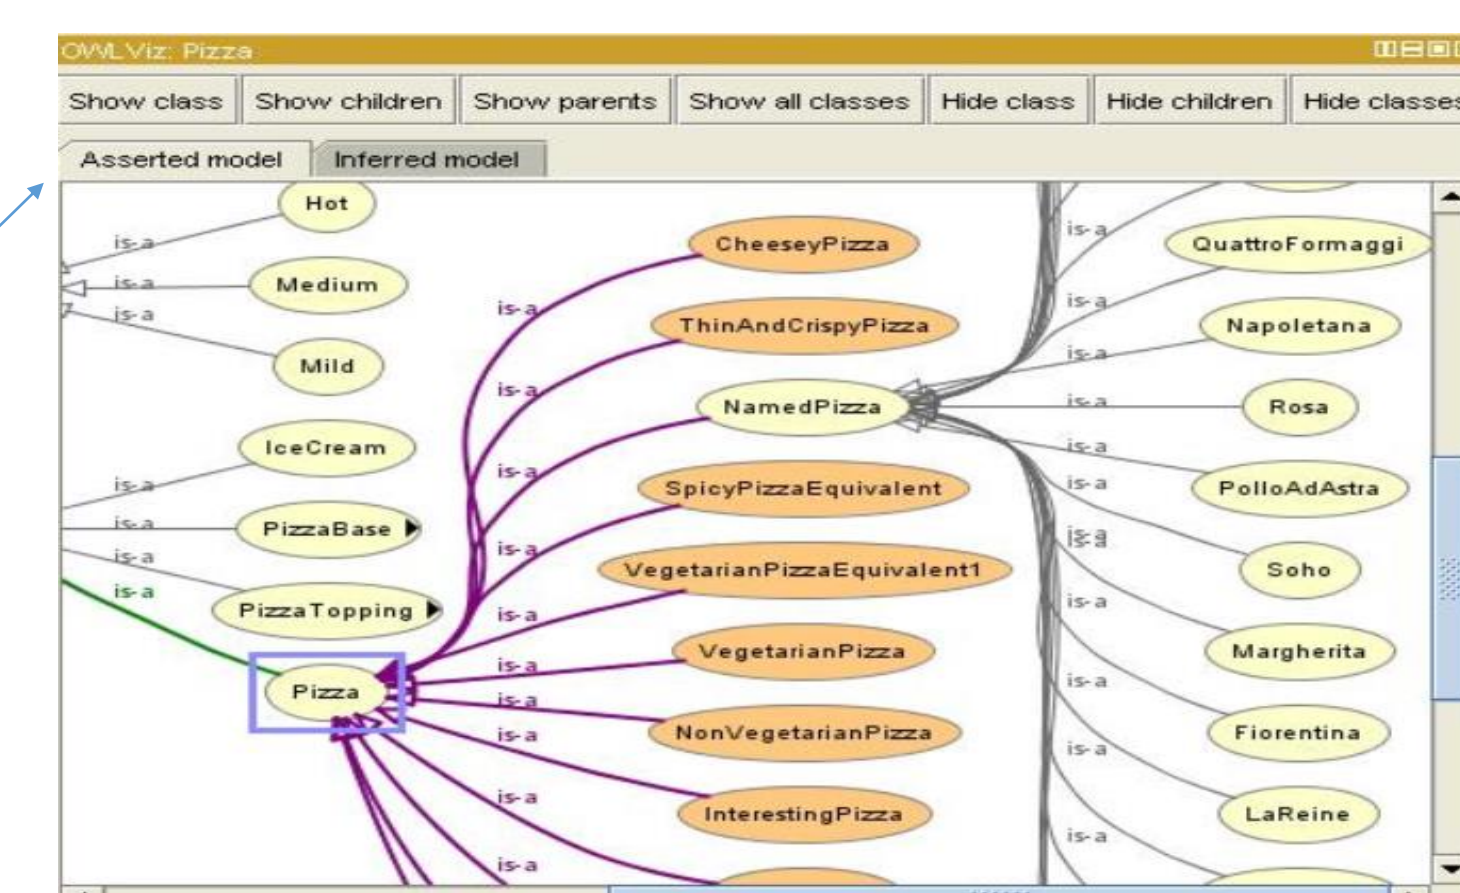 OWLViz: Pizza
Show class Show children Show parents Show all classes Hide class Hide children Hide classes
Asserted model Inferred model
Hot
is-a
Medium
is-a
is-a
Mild
IceCream
is-a
PizzaBase
is-a
is-a
PizzaTopping
is-a
Pizza
CheeseyPizza
is-a
ThinAndCrispyPizza
is-a
NamedPizza
is-a
SpicyPizzaEquivalent
is-a
VegetarianPizzaEquivalent1
is-a
VegetarianPizza
is-a
is-a
NonVegetarianPizza
is-a
is-a
InterestingPizza
is-a
is-a
QuattroFormaggi
is-a
Napoletana
is-a
is-a
Rosa
is-a
PolloAdAstra
is-a
is-a
is-a
Soho
is-a
Margherita
is-a
Fiorentina
is-a
LaReine
is-a